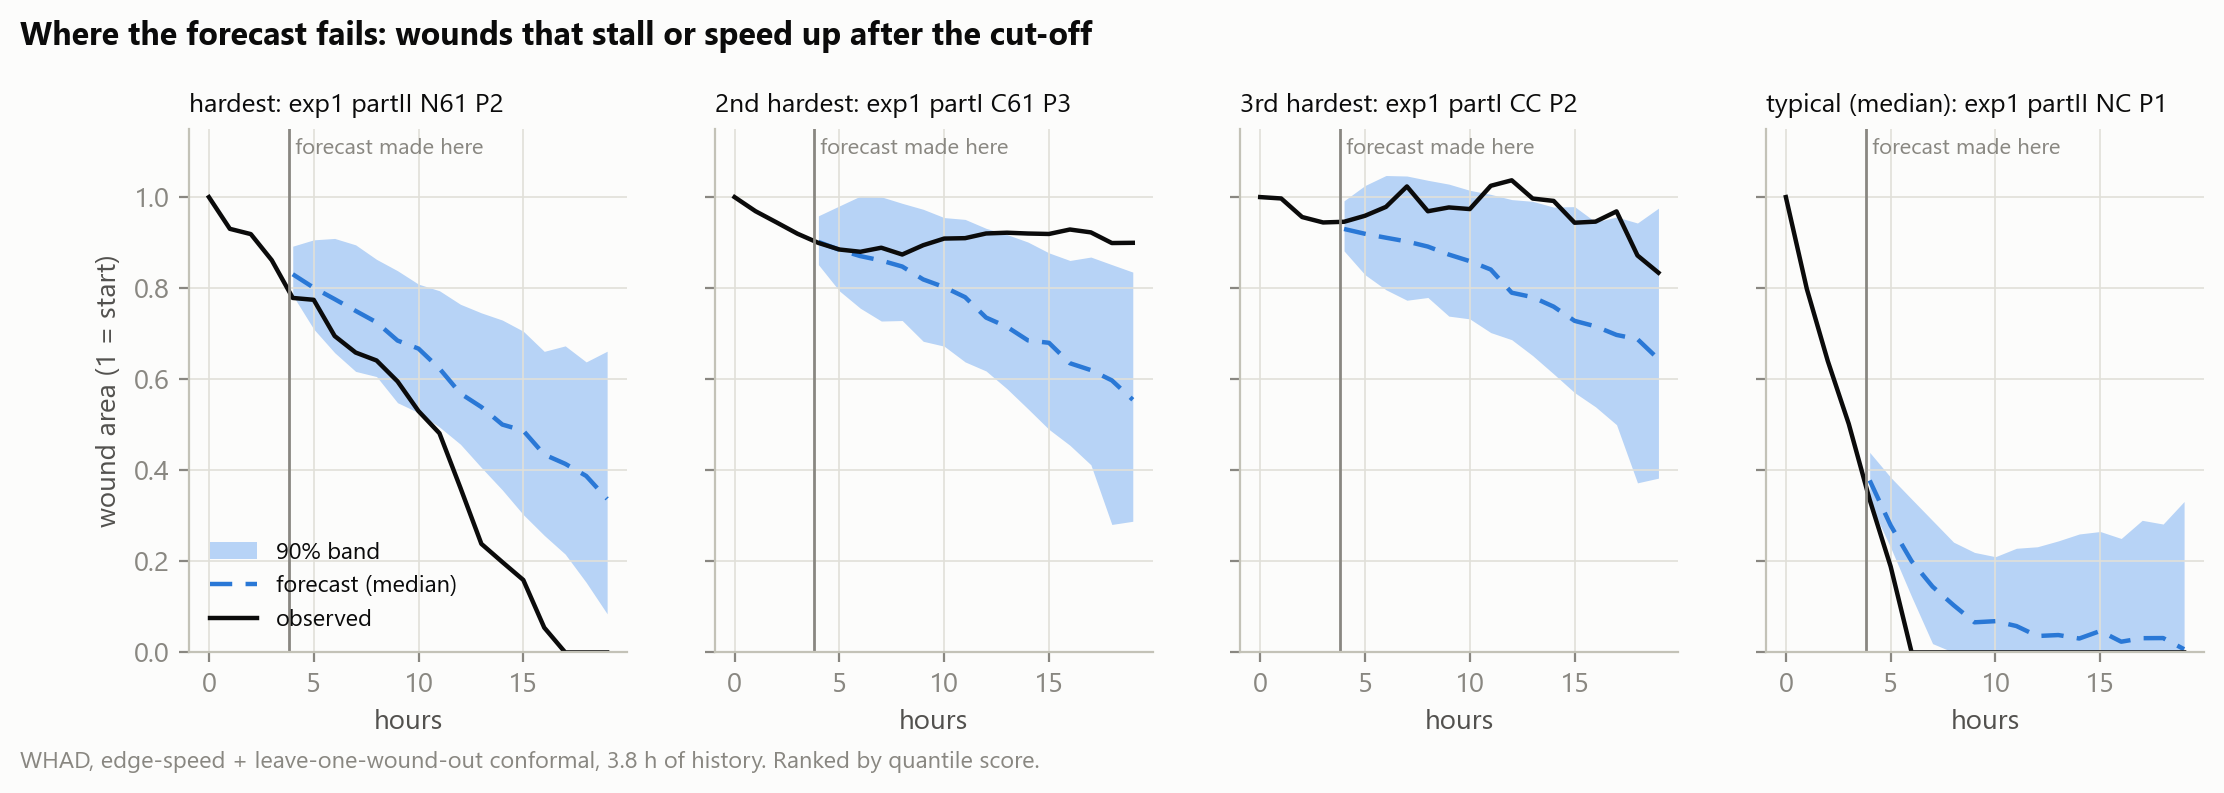 Where the forecast fails: wounds that stall or speed up after the cut-off
hardest: exp1 partII N61 P2
2nd hardest: exp1 partI C61 P3
3rd hardest: exp1 partI CC P2
typical (median): exp1 partII NC P1
forecast made here
forecast made here
forecast made here
forecast made here
wound area (1 = start)
1.0
0.8
0.6
0.4
0.2
0.0
90% band
forecast (median)
observed
0 5 10 15
0 5 10 15
0 5 10 15
0 5 10 15
hours
hours
hours
hours
WHAD, edge-speed + leave-one-wound-out conformal, 3.8 h of history. Ranked by quantile score.